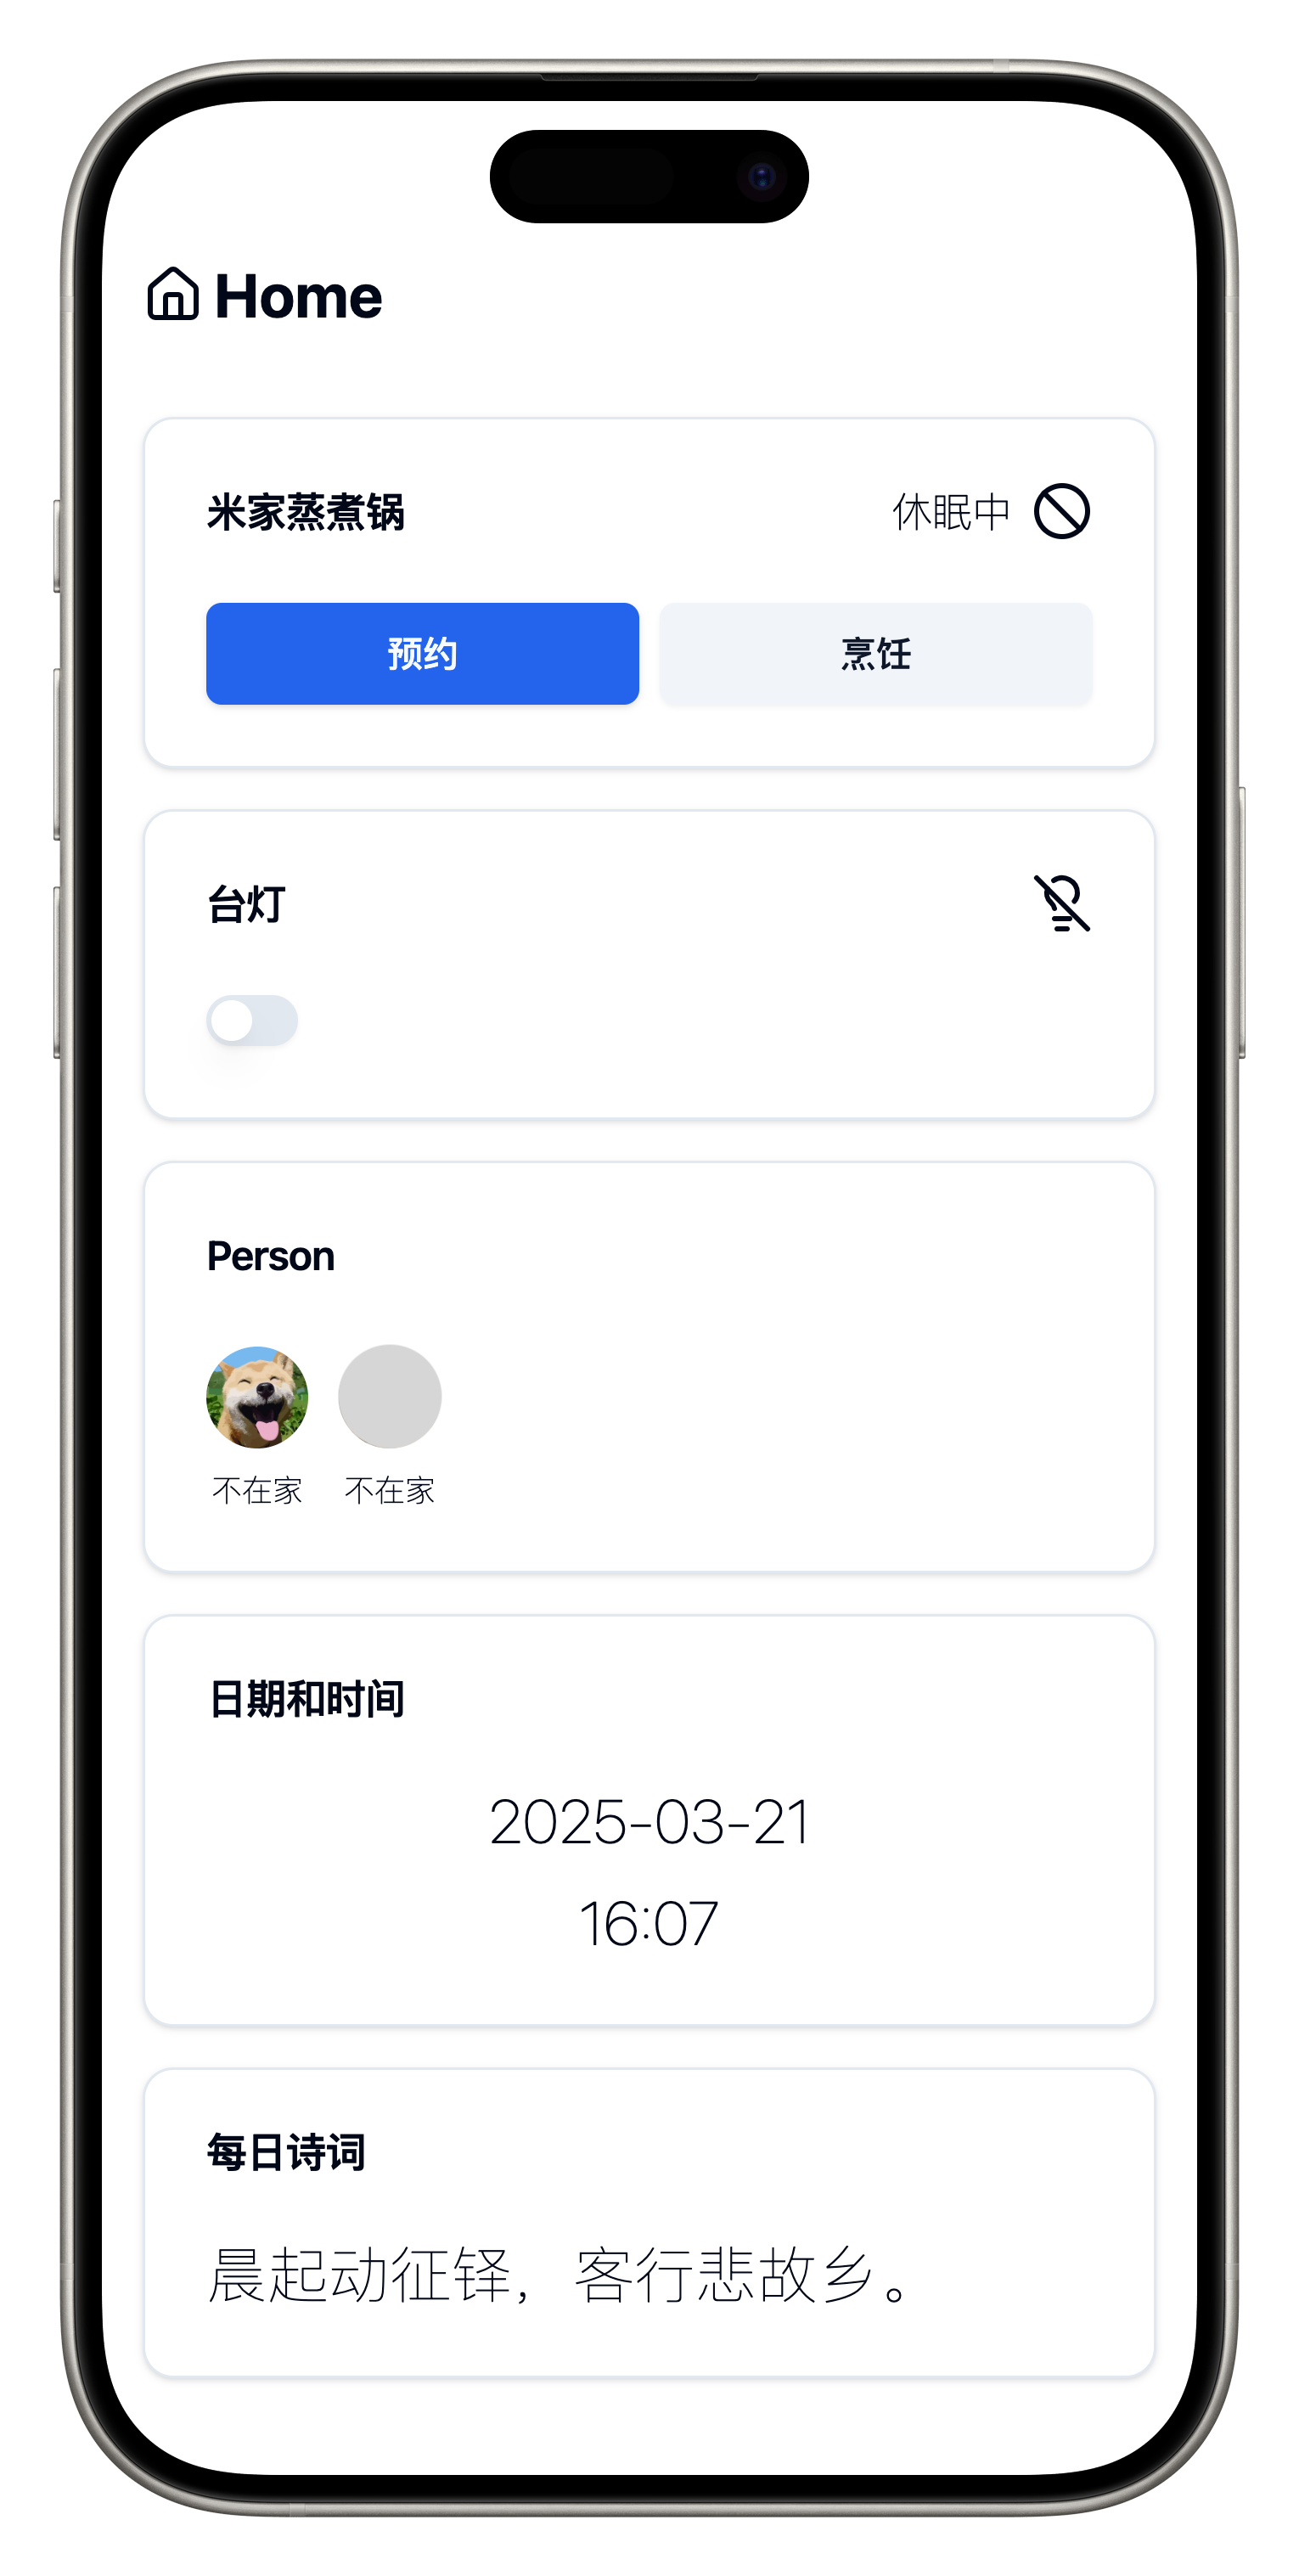 Home
米家蒸煮锅 休眠中
预约 烹饪
台灯
Person
不在家 不在家
日期和时间
2025-03-21
16:07
每日诗词
晨起动征铎，客行悲故乡。